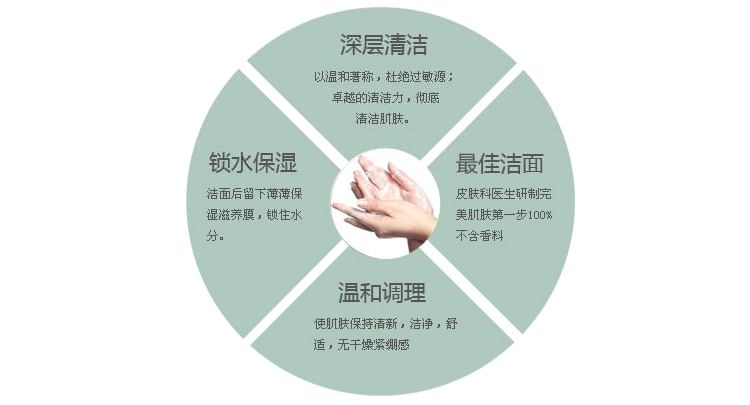 深层清洁
以温和著称，杜绝过敏源；
卓越的清洁力，彻底
清洁肌肤。
锁水保湿
洁面后留下薄薄保
湿滋养膜，锁住水
分。
最佳洁面
皮肤科医生研制完
美肌肤第一步100%
不含香料
温和调理
使肌肤保持清新，洁净，舒
适，无干燥紧绷感